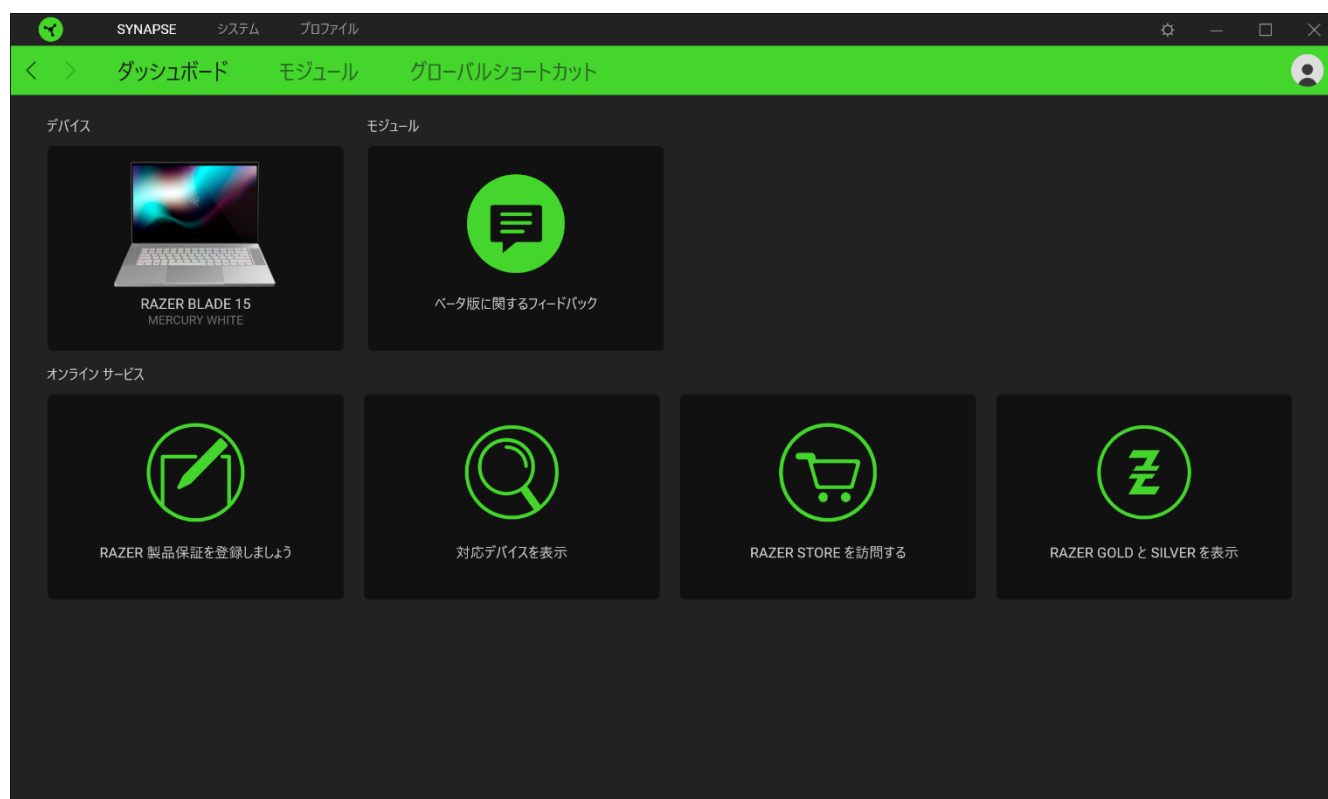 SYNAPSE システム プロファイル
ダッシュボード モジュール グローバルショートカット
デバイス モジュール
RAZER BLADE 15
MERCURY WHITE
ベータ版に関するフィードバック
オンライン サービス
RAZER 製品保証を登録しましょう
対応デバイスを表示
RAZER STORE を訪問する
RAZER GOLD と SILVER を表示